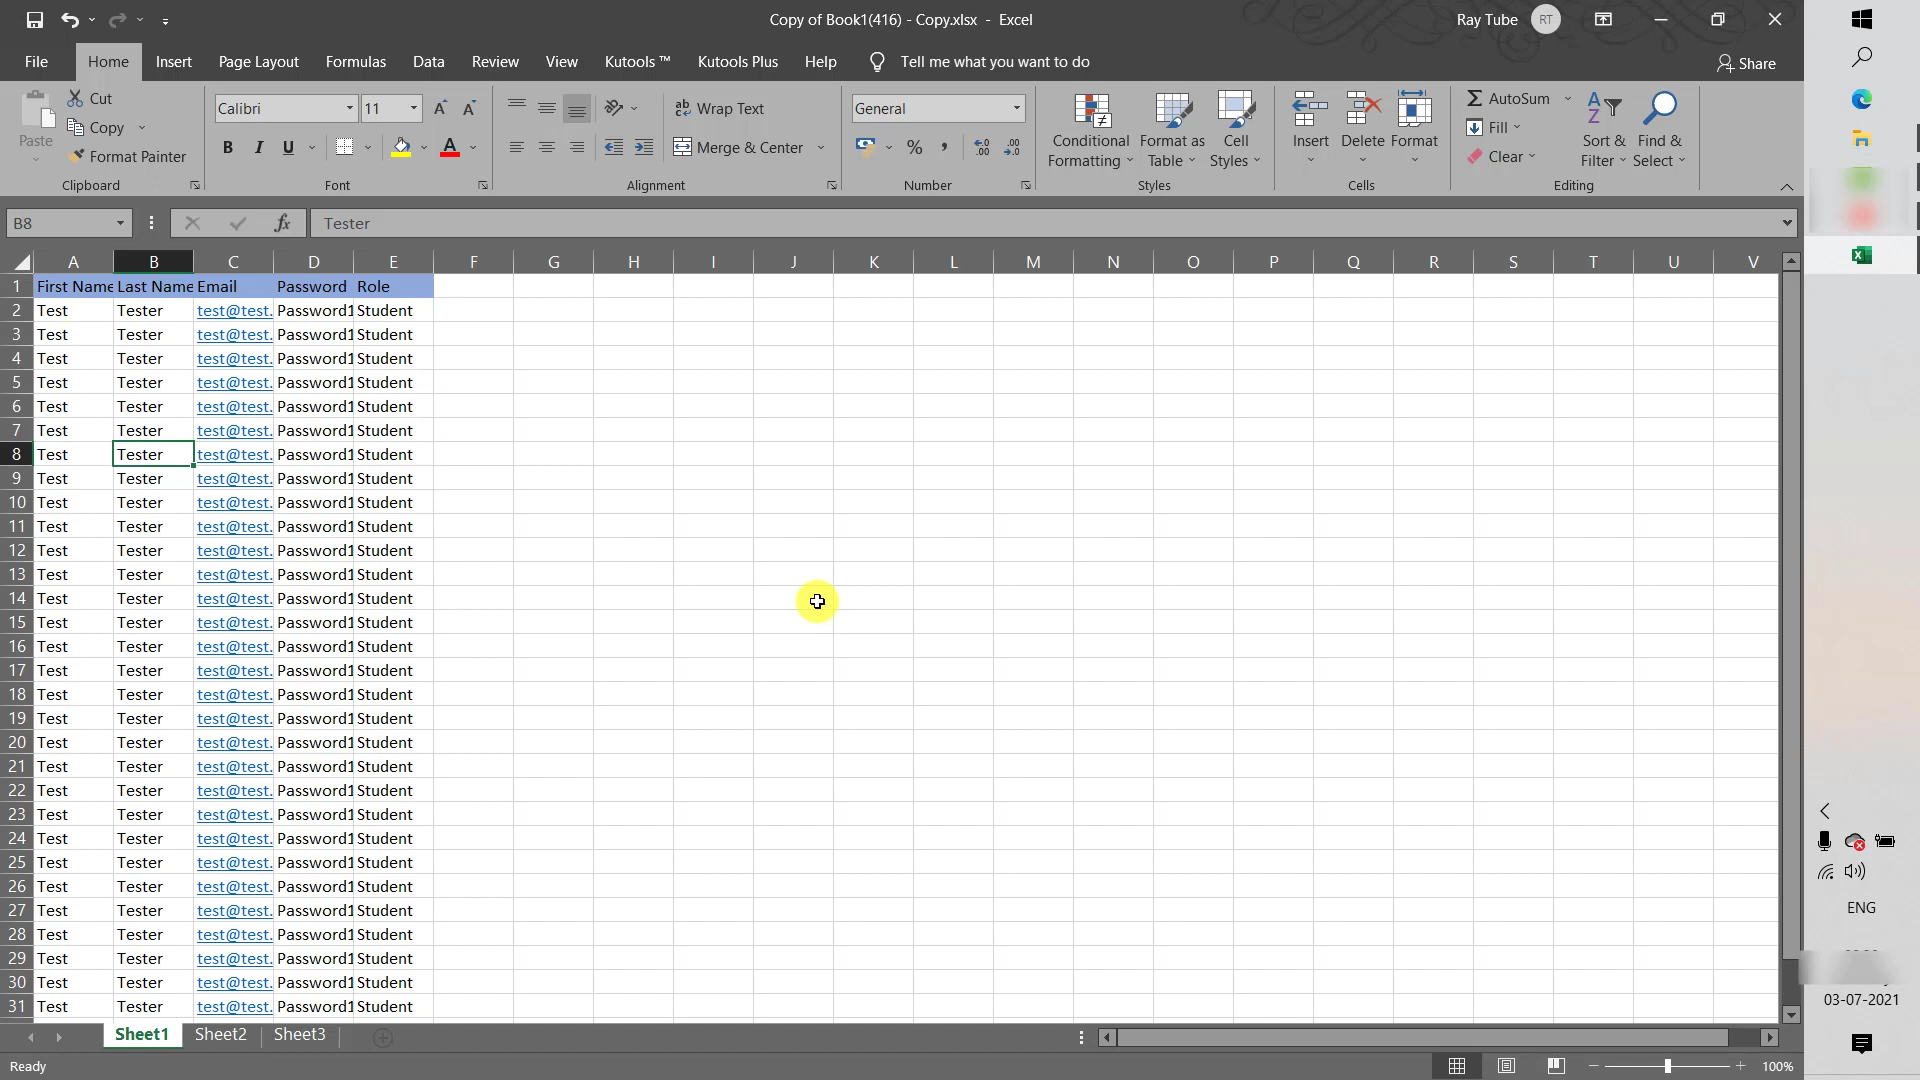 Copy of Book1(416) - Copy.xlsx - Excel
Ray Tube RT
File Home Insert Page Layout Formulas Data Review View Kutools ™ Kutools Plus Help Tell me what you want to do Share
Paste Cut Copy Format Painter
Clipboard
Calibri 11
B I U A
Font
Wrap Text
Merge & Center
Alignment
General
% ,
Number
Conditional Formatting
Format as Table
Cell Styles
Styles
Insert Delete Format
Cells
AutoSum
Fill
Clear
Sort & Filter
Find & Select
Editing
B8 fx Tester
A B C D E F G H I J K L M N O P Q R S T U V
1 First Name Last Name Email Password Role
2 Test Tester test@test. Password1 Student
3 Test Tester test@test. Password1 Student
4 Test Tester test@test. Password1 Student
5 Test Tester test@test. Password1 Student
6 Test Tester test@test. Password1 Student
7 Test Tester test@test. Password1 Student
8 Test Tester test@test. Password1 Student
9 Test Tester test@test. Password1 Student
10 Test Tester test@test. Password1 Student
11 Test Tester test@test. Password1 Student
12 Test Tester test@test. Password1 Student
13 Test Tester test@test. Password1 Student
14 Test Tester test@test. Password1 Student
15 Test Tester test@test. Password1 Student
16 Test Tester test@test. Password1 Student
17 Test Tester test@test. Password1 Student
18 Test Tester test@test. Password1 Student
19 Test Tester test@test. Password1 Student
20 Test Tester test@test. Password1 Student
21 Test Tester test@test. Password1 Student
22 Test Tester test@test. Password1 Student
23 Test Tester test@test. Password1 Student
24 Test Tester test@test. Password1 Student
25 Test Tester test@test. Password1 Student
26 Test Tester test@test. Password1 Student
27 Test Tester test@test. Password1 Student
28 Test Tester test@test. Password1 Student
29 Test Tester test@test. Password1 Student
30 Test Tester test@test. Password1 Student
31 Test Tester test@test. Password1 Student
Sheet1 Sheet2 Sheet3
Ready
100%
ENG
03-07-2021